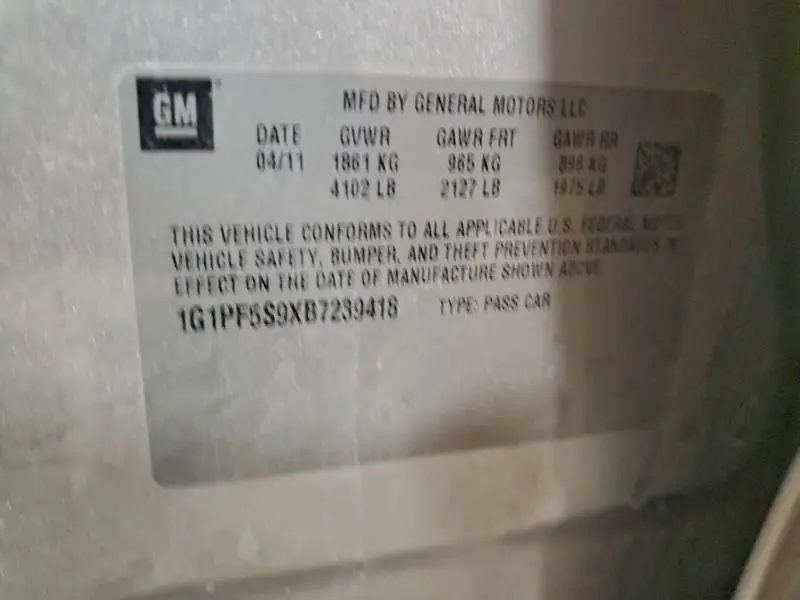 GM
MFD BY GENERAL MOTORS LLC
DATE GVWR GAWR FRT GAWR RR
04/11 1861 KG 965 KG 896 KG
4102 LB 2127 LB 1975 LB
THIS VEHICLE CONFORMS TO ALL APPLICABLE U.S. FEDERAL MOTOR
VEHICLE SAFETY, BUMPER, AND THEFT PREVENTION STANDARDS IN
EFFECT ON THE DATE OF MANUFACTURE SHOWN ABOVE
1G1PF5S9XB7239418 TYPE: PASS CAR